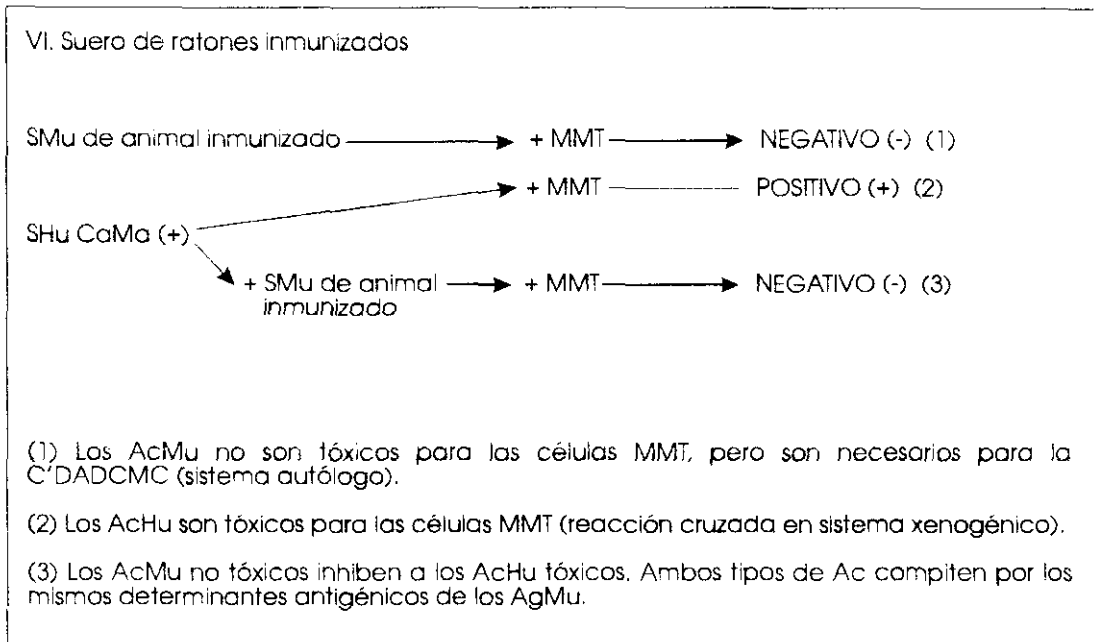 VI. Suero de ratones inmunizados
SMu de animal inmunizado + MMT NEGATIVO (-) (1)
+ MMT POSITIVO (+) (2)
SHu CaMa (+)
+ SMu de animal + MMT NEGATIVO (-) (3)
inmunizado
(1) Los AcMu no son tóxicos para las células MMT, pero son necesarios para la
C'DADCMC (sistema autólogo).
(2) Los AcHu son tóxicos para las células MMT (reacción cruzada en sistema xenogénico).
(3) Los AcMu no tóxicos inhiben a los AcHu tóxicos. Ambos tipos de Ac compiten por los
mismos determinantes antigénicos de los AgMu.